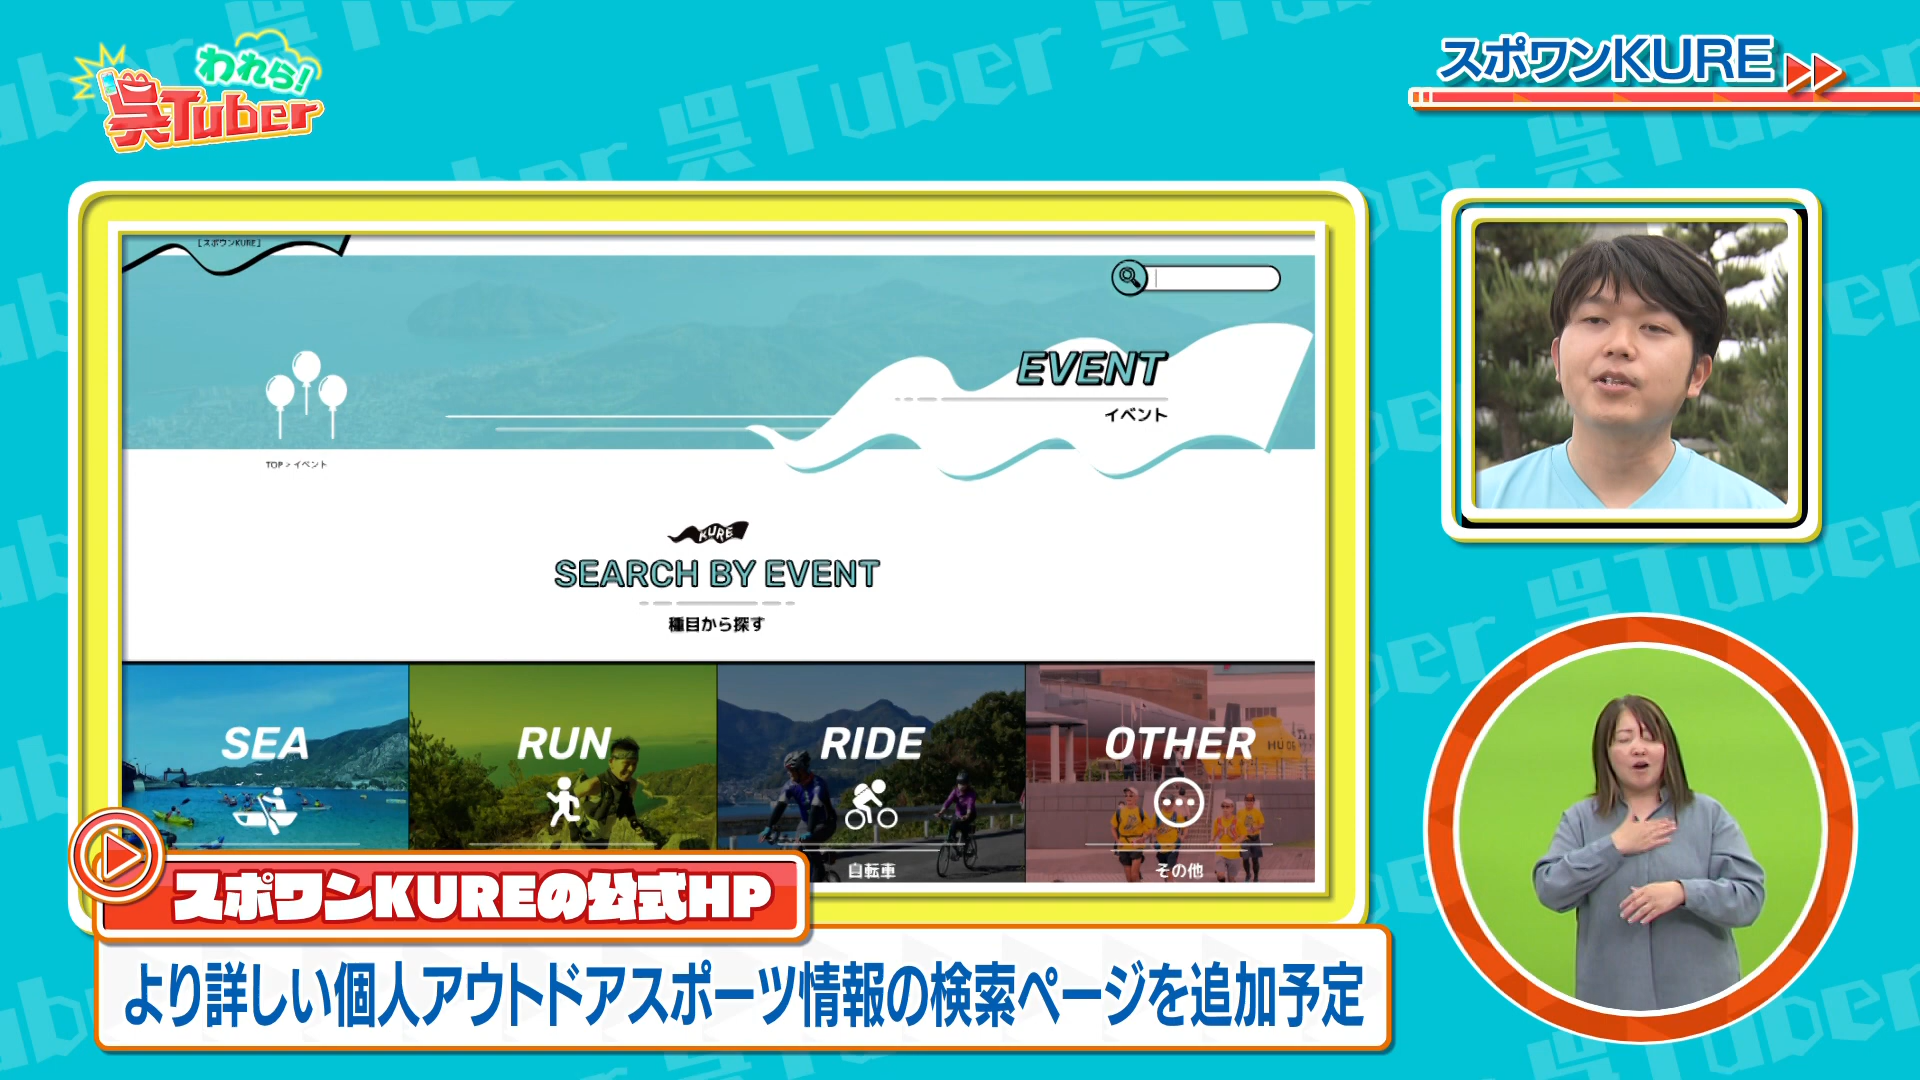 われら!
呉Tuber
スポワンKURE
[スポワンKURE]
EVENT
イベント
TOP > イベント
KURE
SEARCH BY EVENT
種目から探す
SEA
RUN
RIDE
OTHER
自転車
その他
スポワンKUREの公式HP
より詳しい個人アウトドアスポーツ情報の検索ページを追加予定